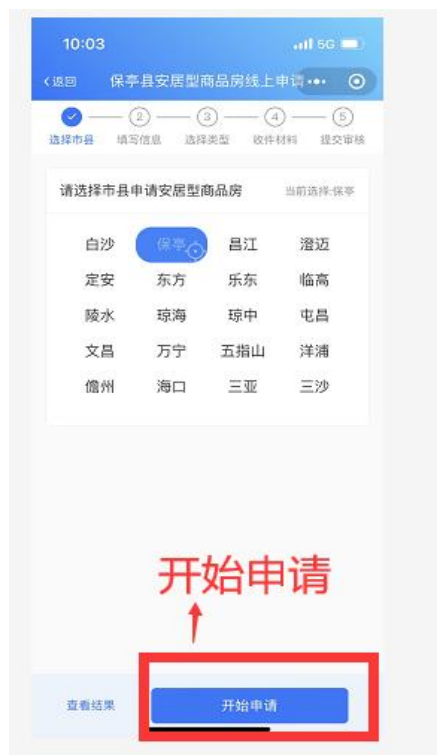 10:03 5G
返回 保亭县安居型商品房线上申请
2 3 4 5
选择市县 填写信息 选择类型 收件材料 提交审核
请选择市县申请安居型商品房 当前选择:保亭
白沙 保亭 昌江 澄迈
定安 东方 乐东 临高
陵水 琼海 琼中 屯昌
文昌 万宁 五指山 洋浦
儋州 海口 三亚 三沙
开始申请
查看结果 开始申请